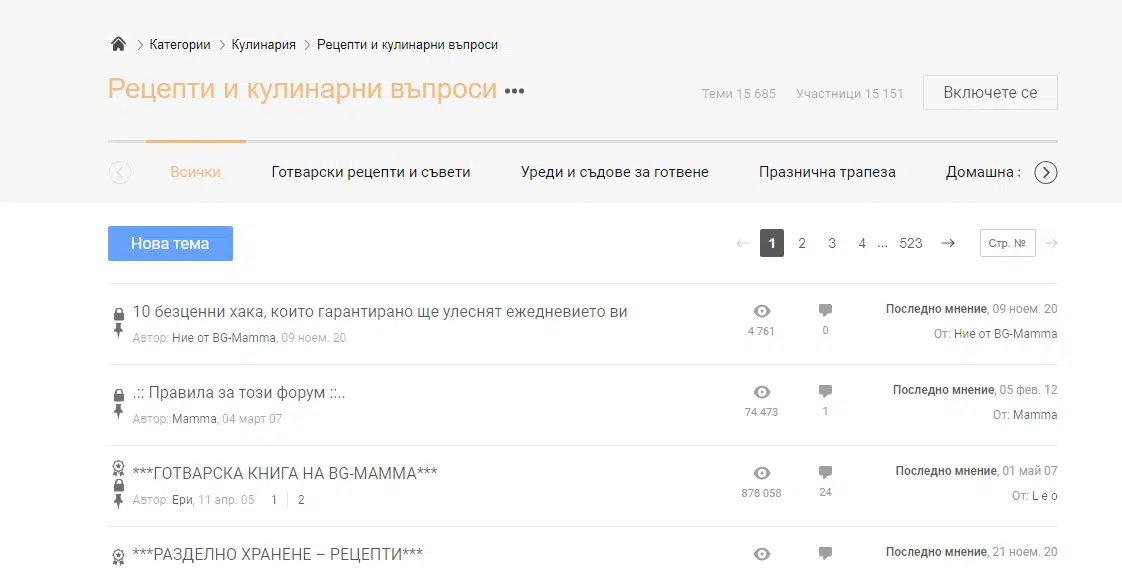 Категории > Кулинария > Рецепти и кулинарни въпроси
Рецепти и кулинарни въпроси •••
Теми 15 685 Участници 15 151 Включете се
Всички Готварски рецепти и съвети Уреди и съдове за готвене Празнична трапеза Домашна :
Нова тема
← 1 2 3 4 ... 523 → Стр. № →
10 безценни хака, които гарантирано ще улеснят ежедневието ви
Автор: Ние от BG-Mamma, 09 ноем. 20
4 761
0
Последно мнение, 09 ноем. 20
От: Ние от BG-Mamma
.:: Правила за този форум ::..
Автор: Mamma, 04 март 07
74 473
1
Последно мнение, 05 фев. 12
От: Mamma
***ГОТВАРСКА КНИГА НА BG-MAMMA***
Автор: Ери, 11 апр. 05 1 | 2
878 058
24
Последно мнение, 01 май 07
От: L e o
***РАЗДЕЛНО ХРАНЕНЕ – РЕЦЕПТИ***
Последно мнение, 21 ноем. 20